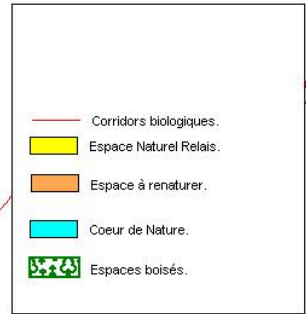 Corridors biologiques.
Espace Naturel Relais.
Espace à renaturer.
Coeur de Nature.
Espaces boisés.